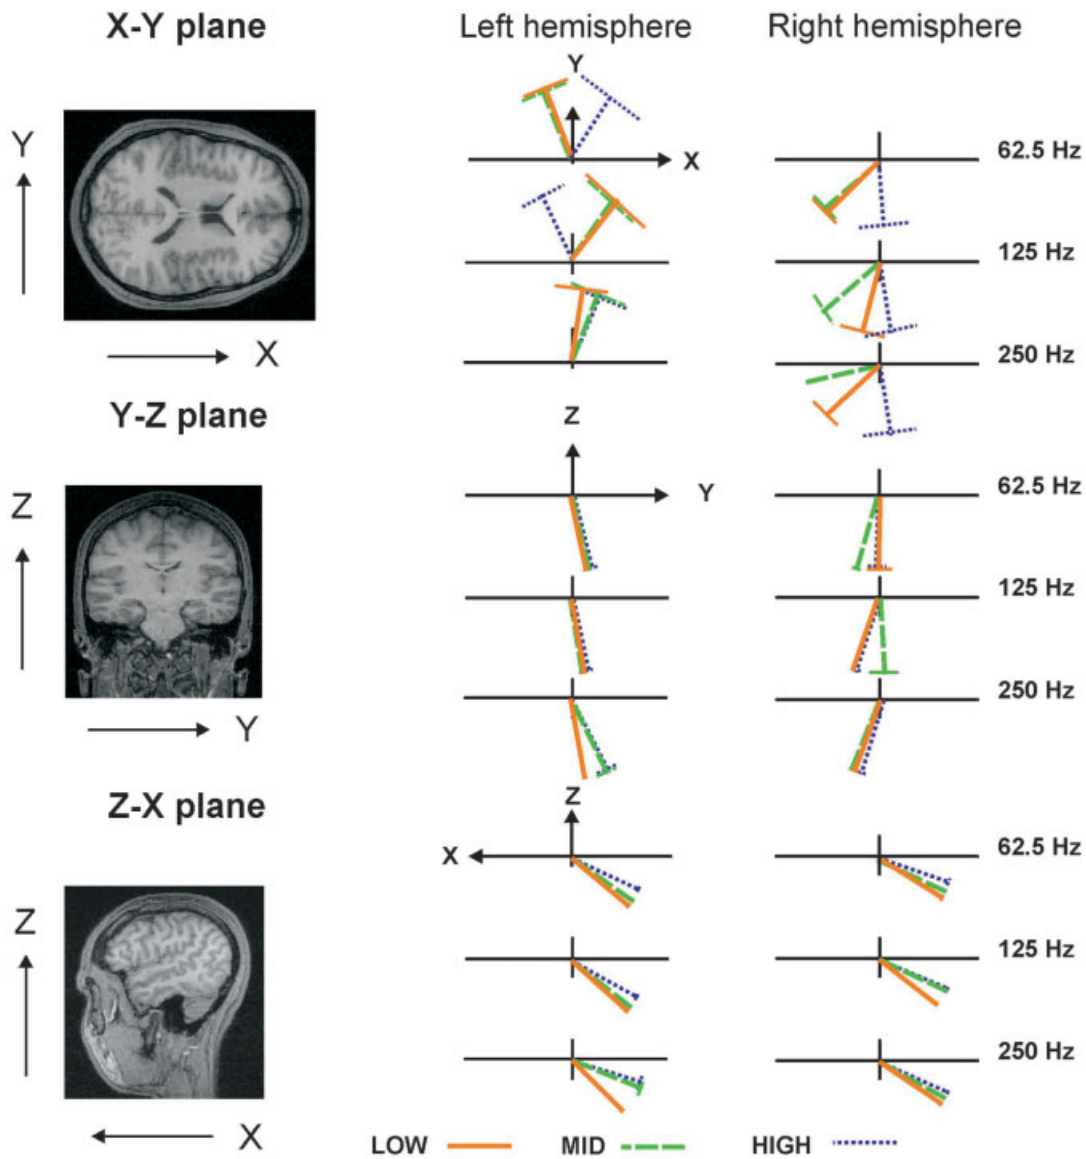 X-Y plane
Left hemisphere
Right hemisphere
Y
X
Y
X
62.5 Hz
125 Hz
250 Hz
Y-Z plane
Z
Y
Z
Y
62.5 Hz
125 Hz
250 Hz
Z-X plane
Z
X
Z
X
62.5 Hz
125 Hz
250 Hz
LOW
MID
HIGH